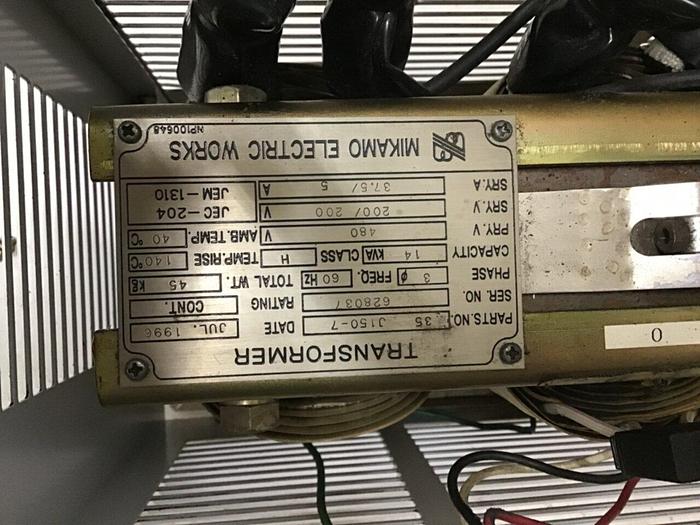 TRANSFORMER
PARTS.NO. 35 J150-7 DATE JUL. 1996
SER. NO. RATING CONT.
PHASE 3 Φ FREQ. 60 Hz TOTAL WT. 45 kg
CAPACITY 14 KVA CLASS H TEMP.RISE 140 °C
PRY. V 480 V AMB.TEMP. 40 °C
SRY. V 200/ 200 V JEC-204
SRY. A 37.5/ 5 A JEM-1310
MIKAMO ELECTRIC WORKS
NP100648
0